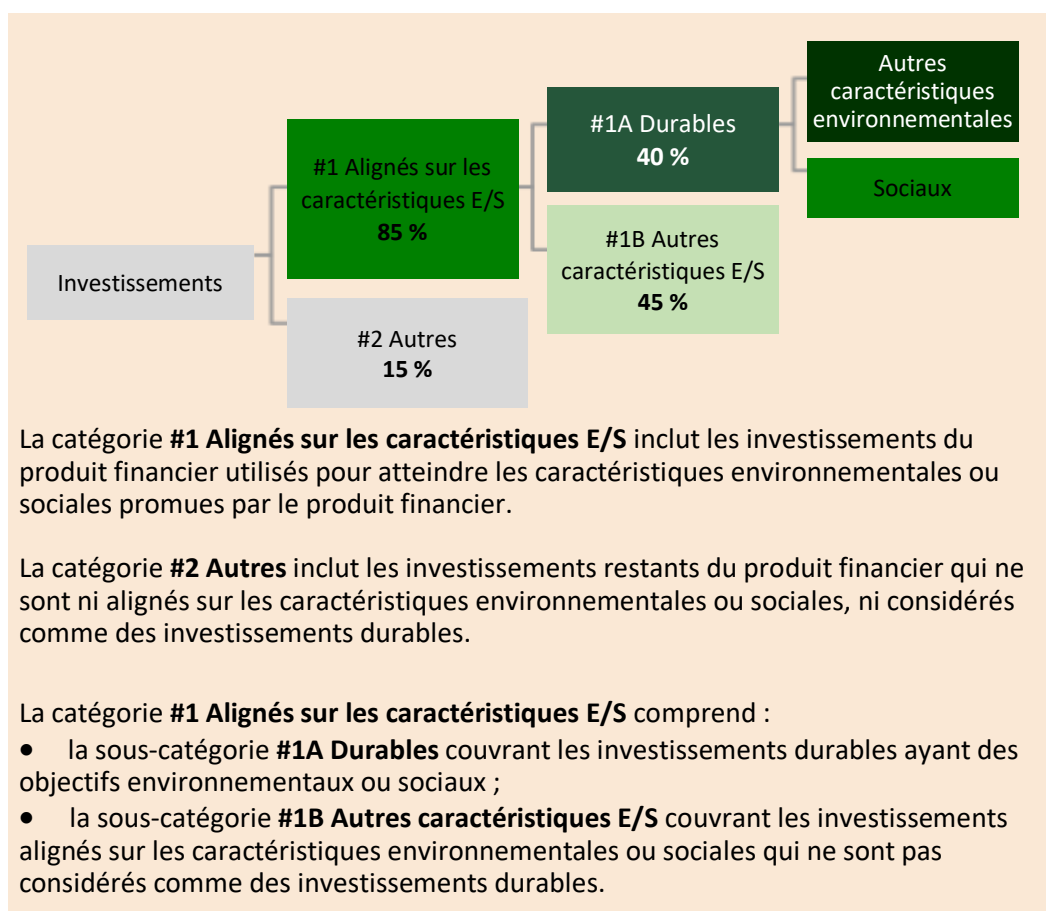 Autres
caractéristiques
environnementales
#1A Durables
40 %
#1 Alignés sur les
caractéristiques E/S
85 %
Sociaux
#1B Autres
caractéristiques E/S
45 %
Investissements
#2 Autres
15 %
La catégorie #1 Alignés sur les caractéristiques E/S inclut les investissements du
produit financier utilisés pour atteindre les caractéristiques environnementales ou
sociales promues par le produit financier.
La catégorie #2 Autres inclut les investissements restants du produit financier qui ne
sont ni alignés sur les caractéristiques environnementales ou sociales, ni considérés
comme des investissements durables.
La catégorie #1 Alignés sur les caractéristiques E/S comprend :
• la sous-catégorie #1A Durables couvrant les investissements durables ayant des
objectifs environnementaux ou sociaux ;
• la sous-catégorie #1B Autres caractéristiques E/S couvrant les investissements
alignés sur les caractéristiques environnementales ou sociales qui ne sont pas
considérés comme des investissements durables.